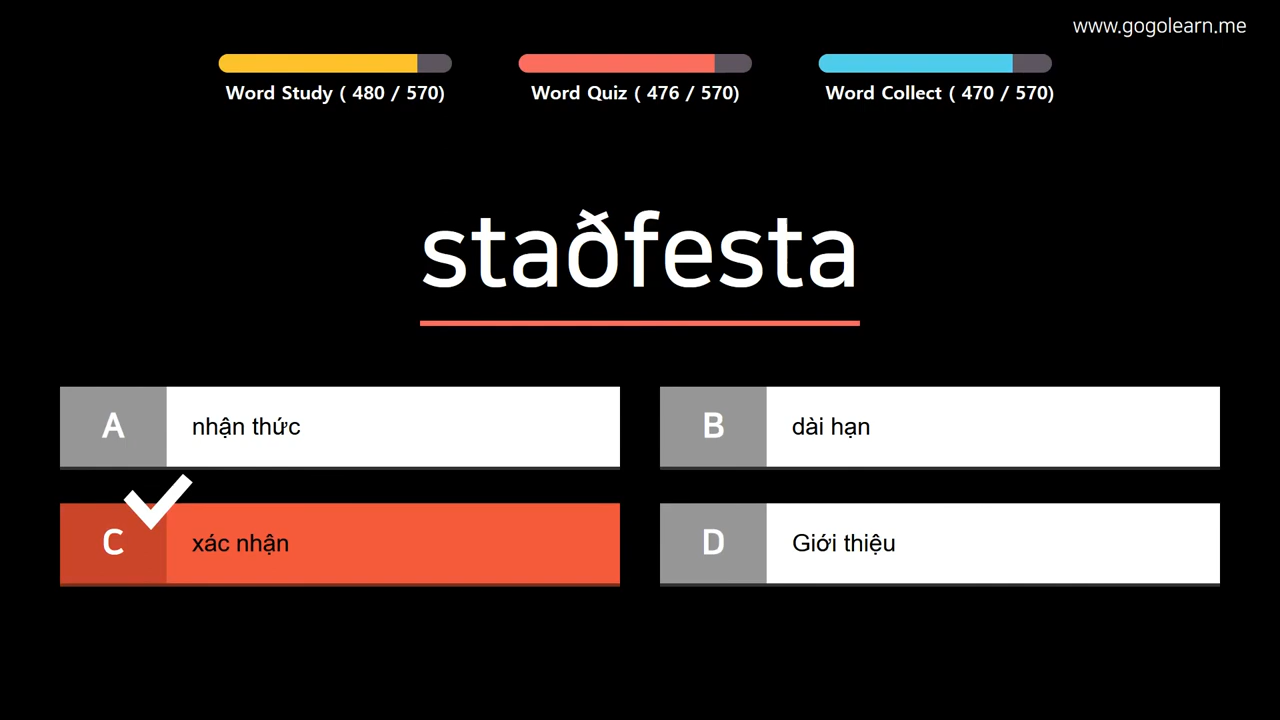 www.gogolearn.me
Word Study ( 480 / 570)
Word Quiz ( 476 / 570)
Word Collect ( 470 / 570)
staðfesta
A
nhận thức
B
dài hạn
C
xác nhận
D
Giới thiệu